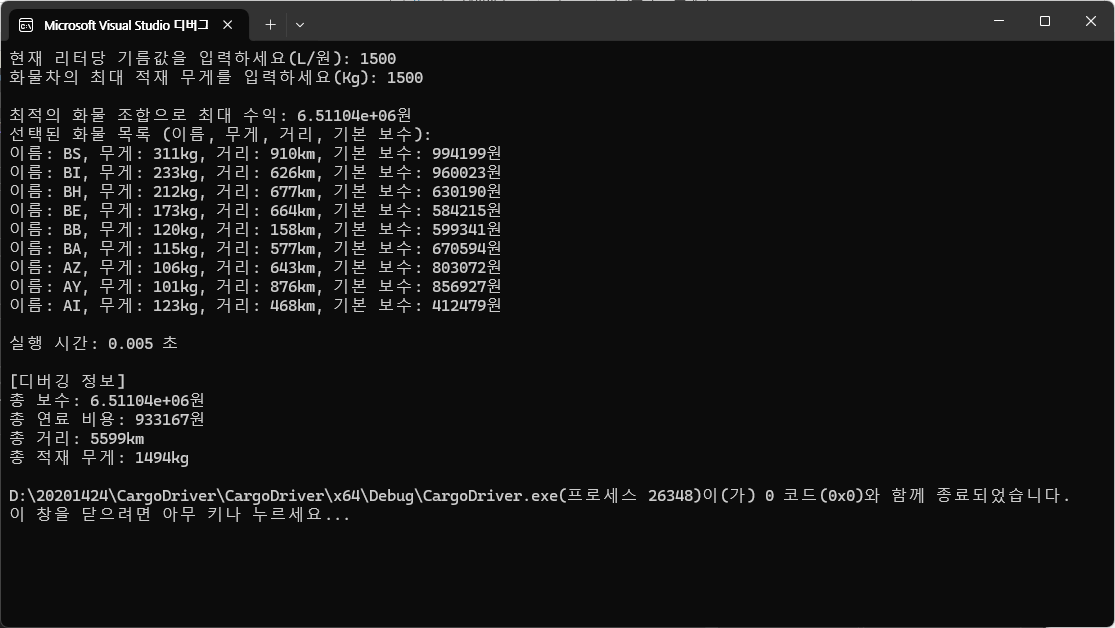 Microsoft Visual Studio 디버그
현재 리터당 기름값을 입력하세요(L/원): 1500
화물차의 최대 적재 무게를 입력하세요(Kg): 1500
최적의 화물 조합으로 최대 수익: 6.51104e+06원
선택된 화물 목록 (이름, 무게, 거리, 기본 보수):
이름: BS, 무게: 311kg, 거리: 910km, 기본 보수: 994199원
이름: BI, 무게: 233kg, 거리: 626km, 기본 보수: 960023원
이름: BH, 무게: 212kg, 거리: 677km, 기본 보수: 630190원
이름: BE, 무게: 173kg, 거리: 664km, 기본 보수: 584215원
이름: BB, 무게: 120kg, 거리: 158km, 기본 보수: 599341원
이름: BA, 무게: 115kg, 거리: 577km, 기본 보수: 670594원
이름: AZ, 무게: 106kg, 거리: 643km, 기본 보수: 803072원
이름: AY, 무게: 101kg, 거리: 876km, 기본 보수: 856927원
이름: AI, 무게: 123kg, 거리: 468km, 기본 보수: 412479원
실행 시간: 0.005 초
[디버깅 정보]
총 보수: 6.51104e+06원
총 연료 비용: 933167원
총 거리: 5599km
총 적재 무게: 1494kg
D:\20201424\CargoDriver\CargoDriver\x64\Debug\CargoDriver.exe(프로세스 26348)이(가) 0 코드(0x0)와 함께 종료되었습니다.
이 창을 닫으려면 아무 키나 누르세요...